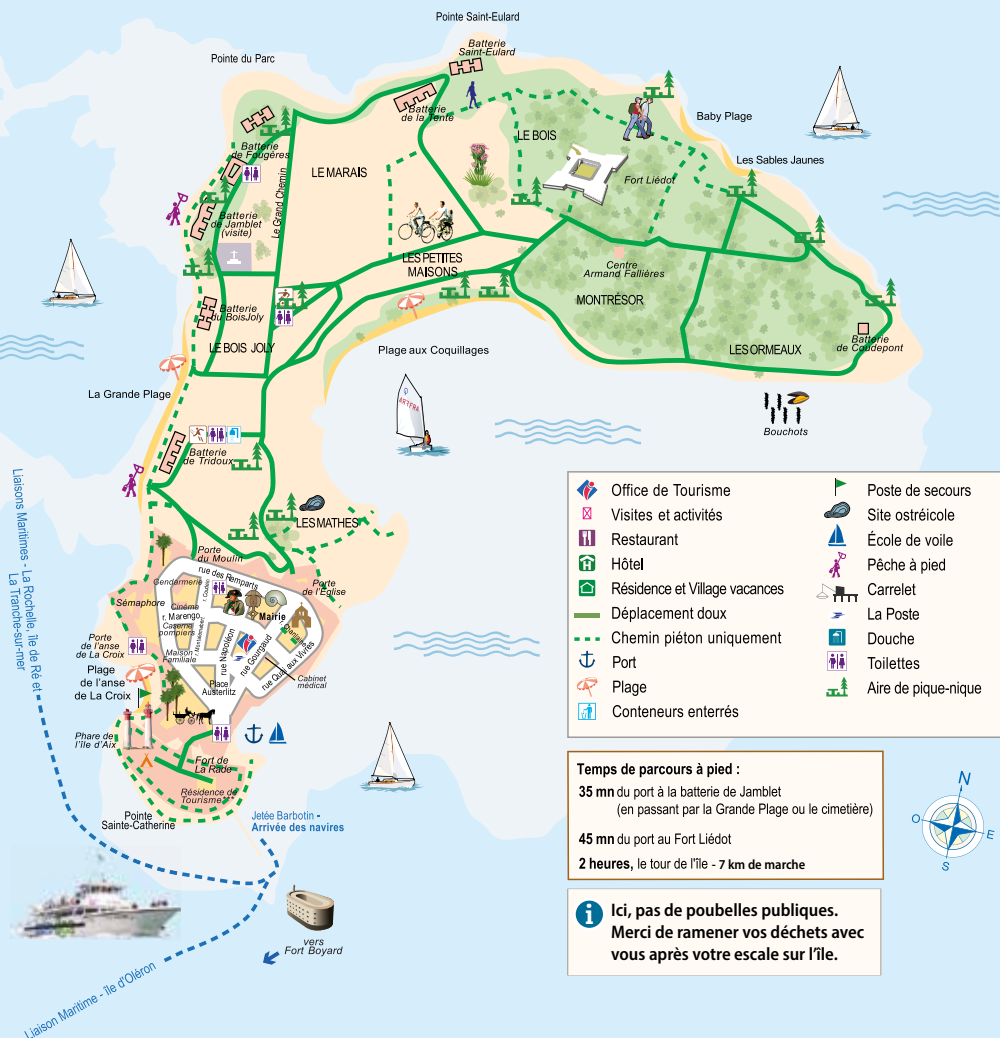 Pointe Saint-Eulard
Batterie
Saint-Eulard
Pointe du Parc
Batterie
de la Tente
Baby Plage
LE BOIS
Batterie
de Fougères
Les Sables Jaunes
LE MARAIS
Fort Liédot
Le Grand Chemin
Batterie
de Jamblet
(visite)
LES PETITES
MAISONS
Centre
Armand Fallières
MONTRÉSOR
Batterie
du BoisJoly
LE BOIS JOLY
Plage aux Coquillages
LES ORMEAUX
Batterie
de Coudepont
La Grande Plage
Bouchots
Batterie
de Tridoux
Liaisons Maritimes - La Rochelle, île de Ré et
La Tranche-sur-mer
LES MATHES
Porte
du Moulin
rue des Remparts
Gendarmerie
r. Coudein
Porte
de l'Eglise
Sémaphore
Cinéma
r. Marengo
Mairie
Caserne
pompiers
r. Montalembert
Porte
de l'anse
de La Croix
Maison
Familiale
rue Napoléon
rue Gourgaud
rue Quai aux Vivres
Plage
de l'anse
de La Croix
Place
Austerlitz
Cabinet
médical
Phare de
l'île d'Aix
Fort de
La Rade
Résidence de
Tourisme***
Pointe
Sainte-Catherine
Jetée Barbotin -
Arrivée des navires
vers
Fort Boyard
Liaison Maritime - île d'Oléron
ARTFRA
Office de Tourisme
Visites et activités
Restaurant
Hôtel
H
Résidence et Village vacances
Déplacement doux
Chemin piéton uniquement
Port
Plage
Conteneurs enterrés
Poste de secours
Site ostréicole
École de voile
Pêche à pied
Carrelet
La Poste
Douche
Toilettes
Aire de pique-nique
Temps de parcours à pied :
35 mn du port à la batterie de Jamblet
(en passant par la Grande Plage ou le cimetière)
45 mn du port au Fort Liédot
2 heures, le tour de l'île - 7 km de marche
N
O
E
S
i
Ici, pas de poubelles publiques.
Merci de ramener vos déchets avec
vous après votre escale sur l'île.